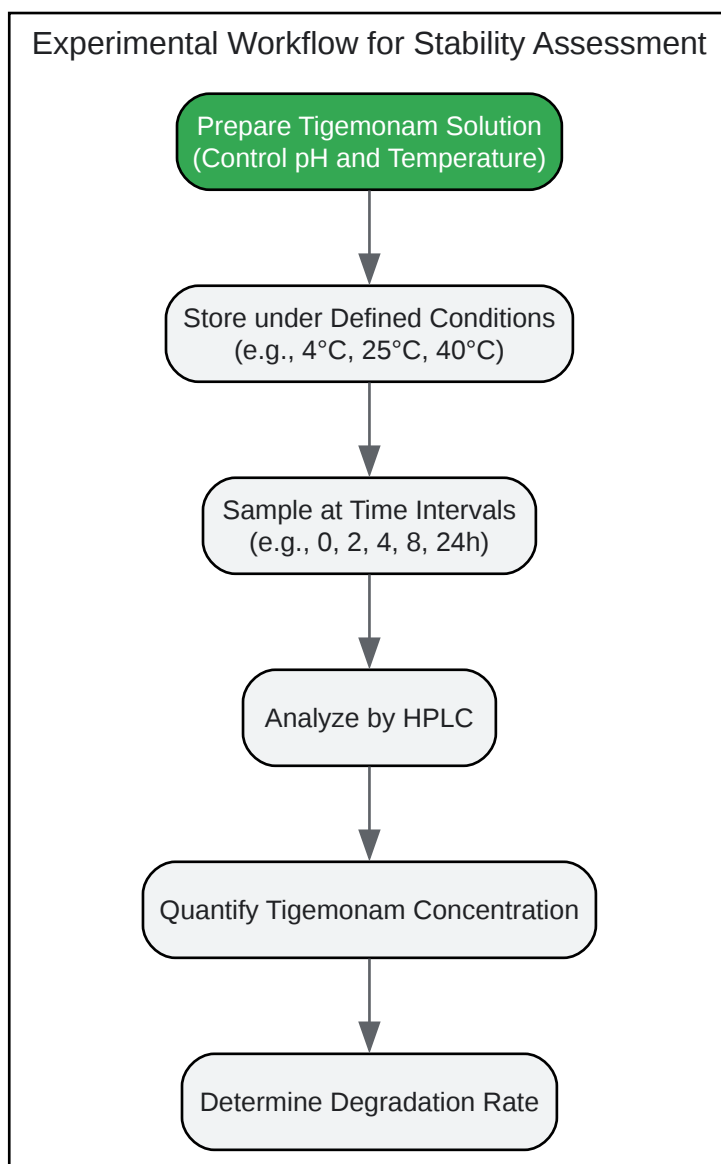 Experimental Workflow for Stability Assessment
Prepare Tigemonam Solution
(Control pH and Temperature)
Store under Defined Conditions
(e.g., 4°C, 25°C, 40°C)
Sample at Time Intervals
(e.g., 0, 2, 4, 8, 24h)
Analyze by HPLC
Quantify Tigemonam Concentration
Determine Degradation Rate